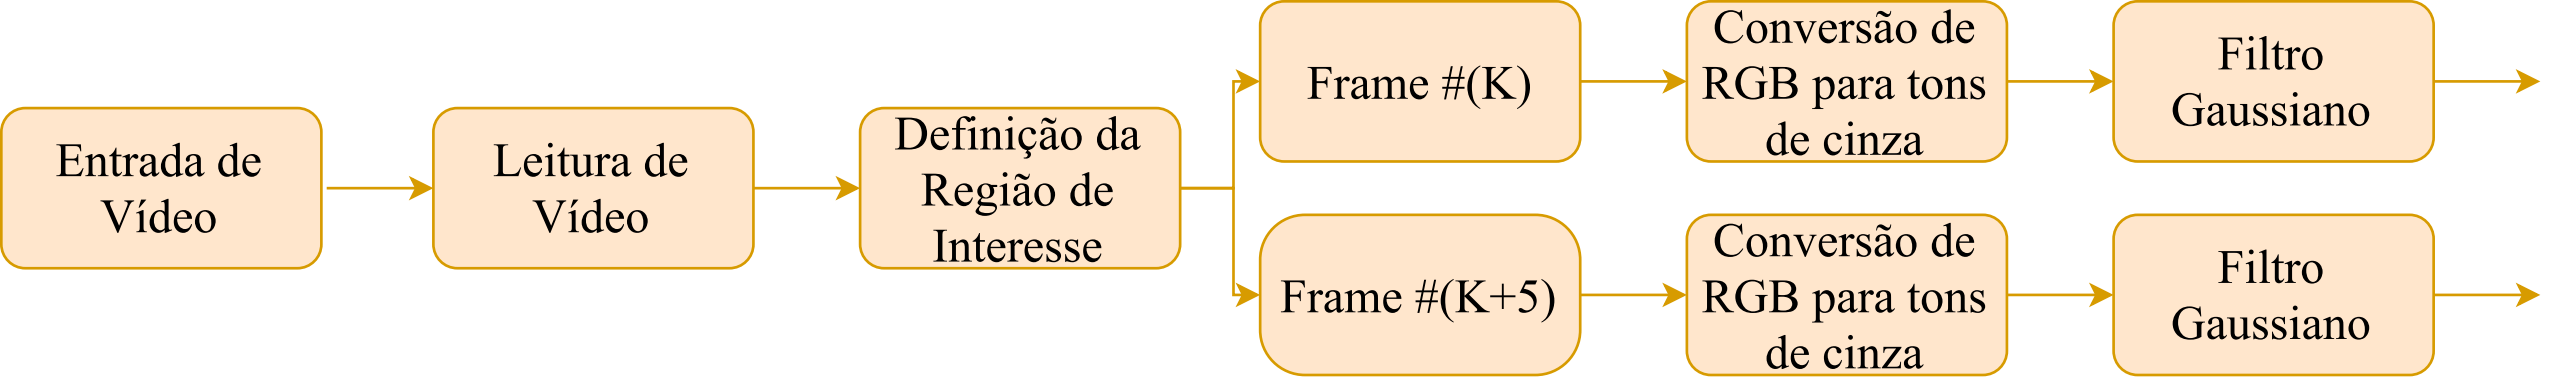 Entrada de
Vídeo
Leitura de
Vídeo
Definição da
Região de
Interesse
Frame #(K)
Conversão de
RGB para tons
de cinza
Filtro
Gaussiano
Frame #(K+5)
Conversão de
RGB para tons
de cinza
Filtro
Gaussiano